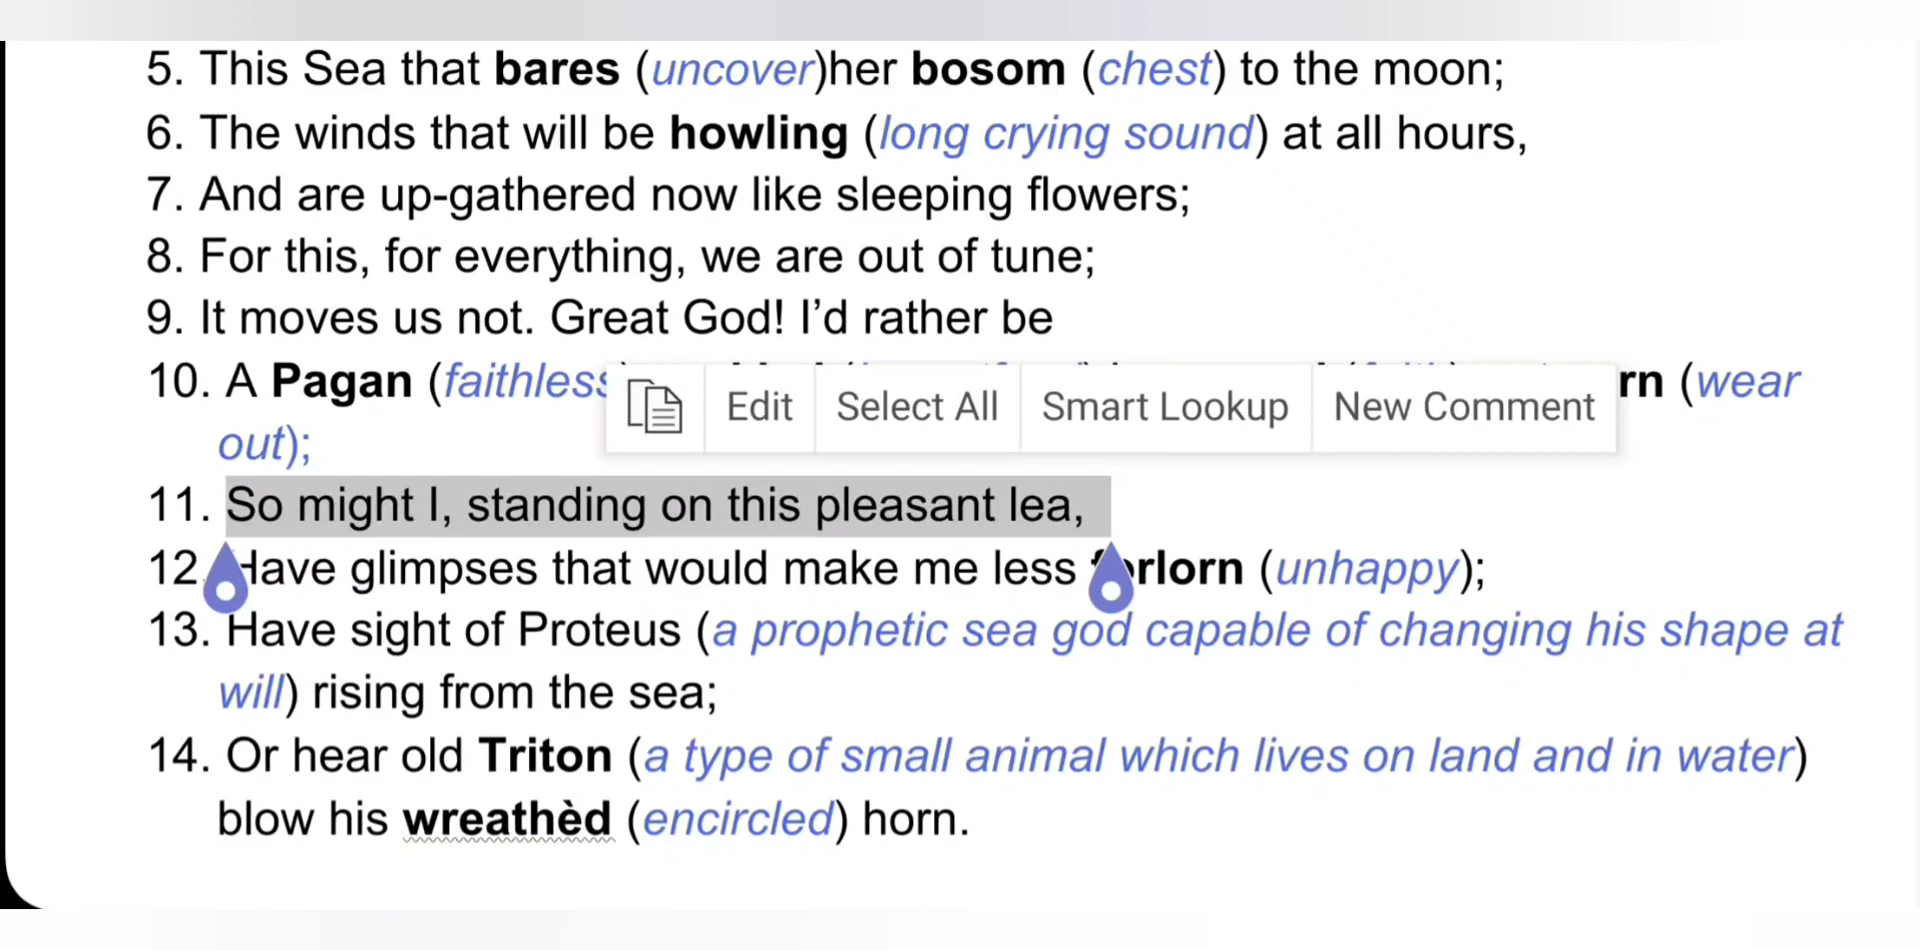 5. This Sea that bares (uncover)her bosom (chest) to the moon;
6. The winds that will be howling (long crying sound) at all hours,
7. And are up-gathered now like sleeping flowers;
8. For this, for everything, we are out of tune;
9. It moves us not. Great God! I’d rather be
10. A Pagan (faithless rn (wear
Edit Select All Smart Lookup New Comment
out);
11. So might I, standing on this pleasant lea,
12. Have glimpses that would make me less forlorn (unhappy);
13. Have sight of Proteus (a prophetic sea god capable of changing his shape at
will) rising from the sea;
14. Or hear old Triton (a type of small animal which lives on land and in water)
blow his wreathèd (encircled) horn.